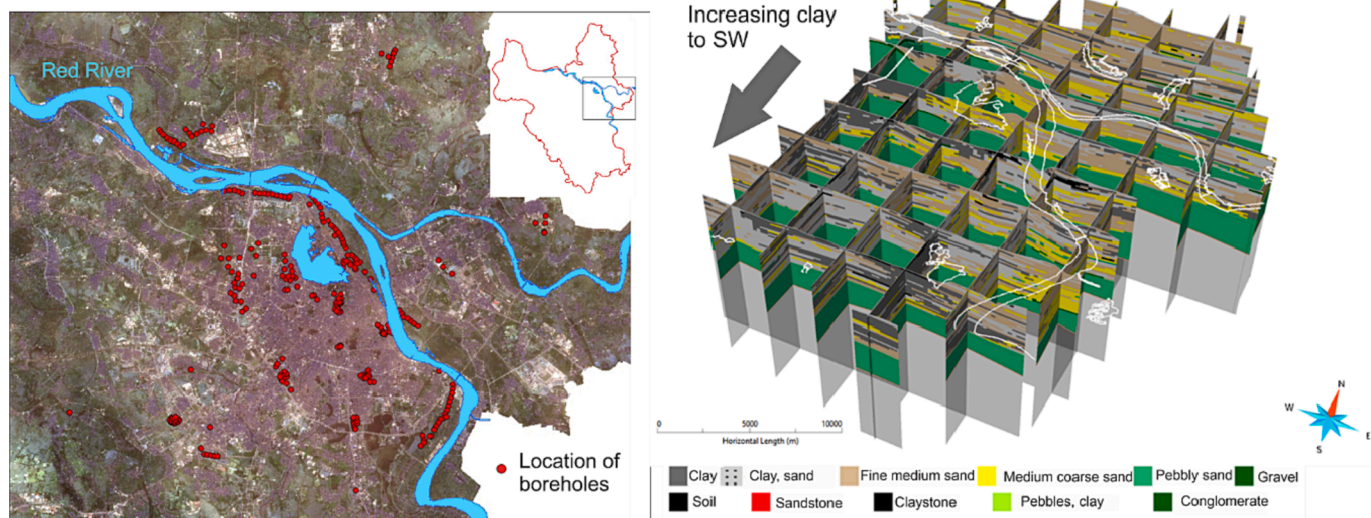 Red River
Location of
boreholes
Increasing clay
to SW
N
W
E
S
0 5000 10000
Horizontal Length (m)
Clay Clay, sand Fine medium sand Medium coarse sand Pebbly sand Gravel
Soil Sandstone Claystone Pebbles, clay Conglomerate